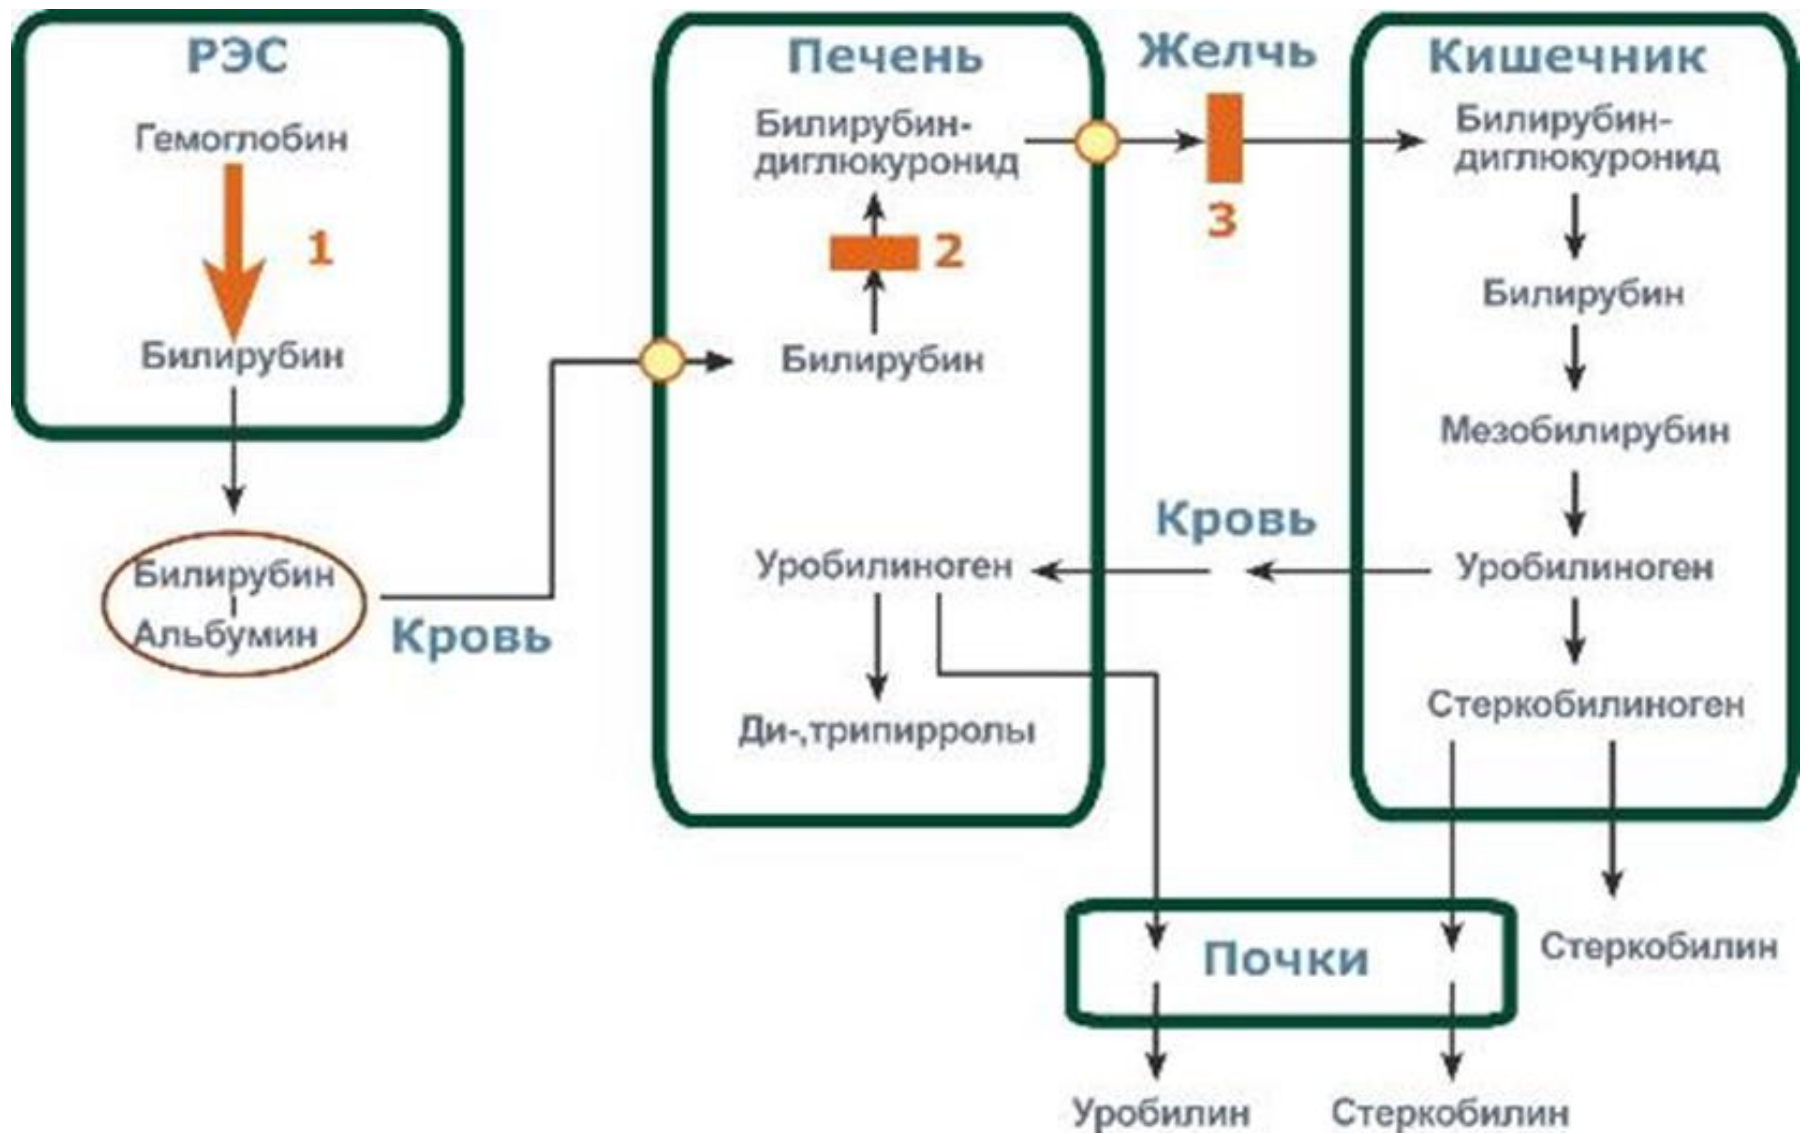 РЭС
Гемоглобин
1
Билирубин
Билирубин
Альбумин
Кровь
Печень
Билирубин-
диглюкуронид
2
Билирубин
Уробилиноген
Ди-,трипирролы
Желчь
3
Кровь
Кишечник
Билирубин-
диглюкуронид
Билирубин
Мезобилирубин
Уробилиноген
Стеркобилиноген
Стеркобилин
Почки
Уробилин
Стеркобилин